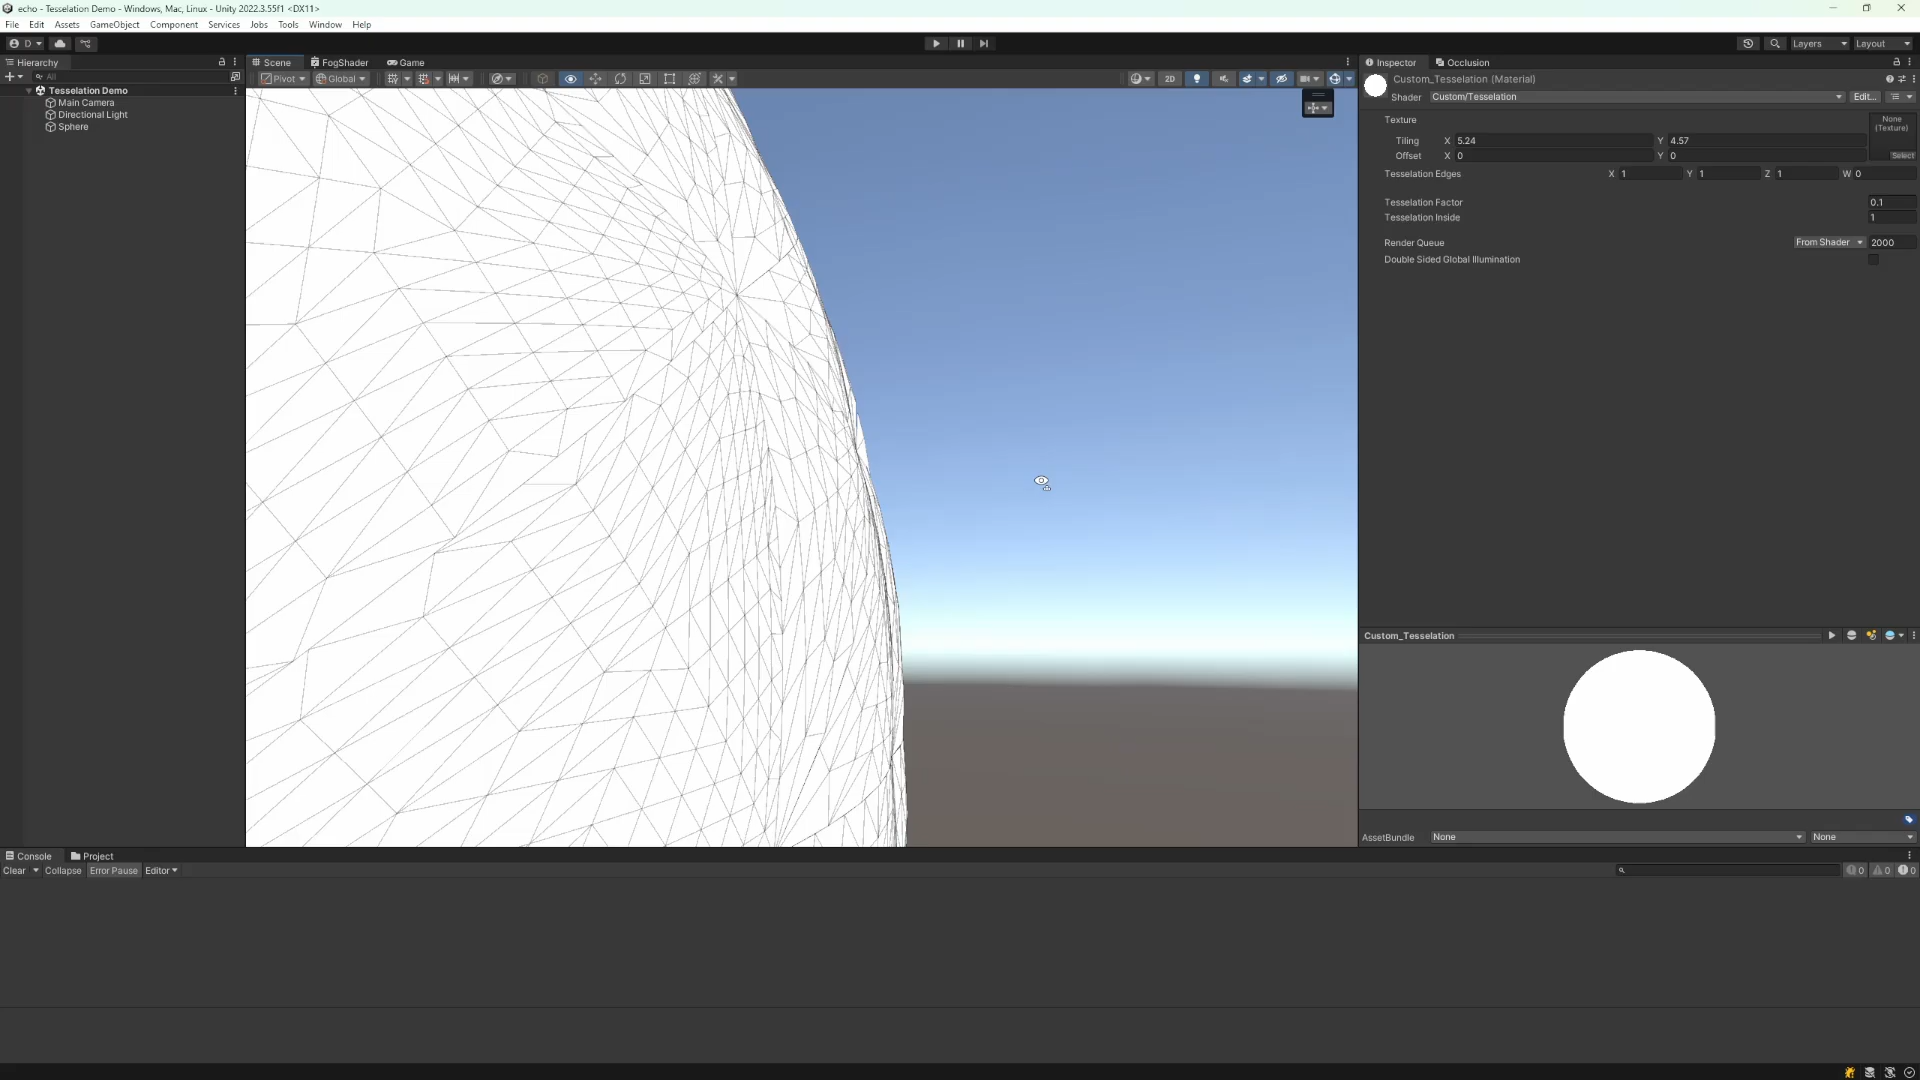 echo - Tesselation Demo - Windows, Mac, Linux - Unity 2022.3.55f1 <DX11>
File Edit Assets GameObject Component Services Jobs Tools Window Help
D Layers Layout
Hierarchy
All
Tesselation Demo
Main Camera
Directional Light
Sphere
Scene FogShader Game
Pivot Global 2D
Inspector Occlusion
Custom_Tesselation (Material)
Shader Custom/Tesselation Edit...
Texture None (Texture)
Tiling X 5.24 Y 4.57
Offset X 0 Y 0 Select
Tesselation Edges X 1 Y 1 Z 1 W 0
Tesselation Factor 0.1
Tesselation Inside 1
Render Queue From Shader 2000
Double Sided Global Illumination
Custom_Tesselation
AssetBundle None None
Console Project
Clear Collapse Error Pause Editor 0 0 0